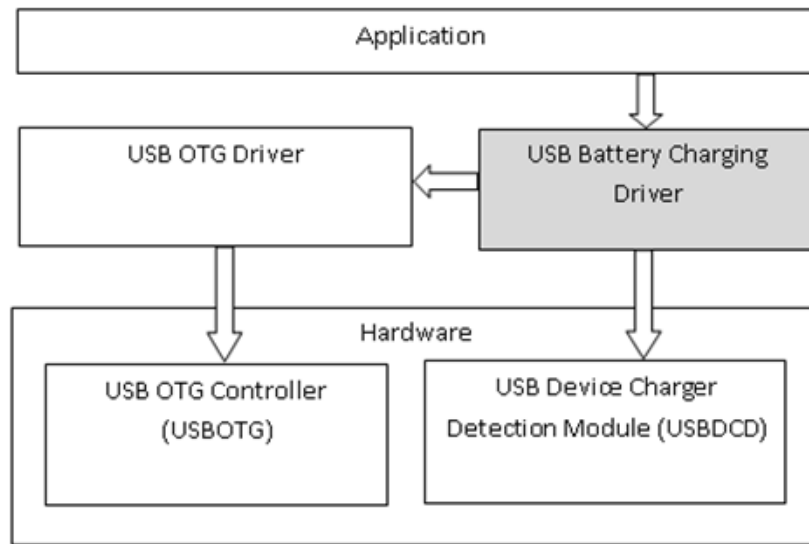 Application
USB OTG Driver
USB Battery Charging
Driver
Hardware
USB OTG Controller
(USBOTG)
USB Device Charger
Detection Module (USBDCD)